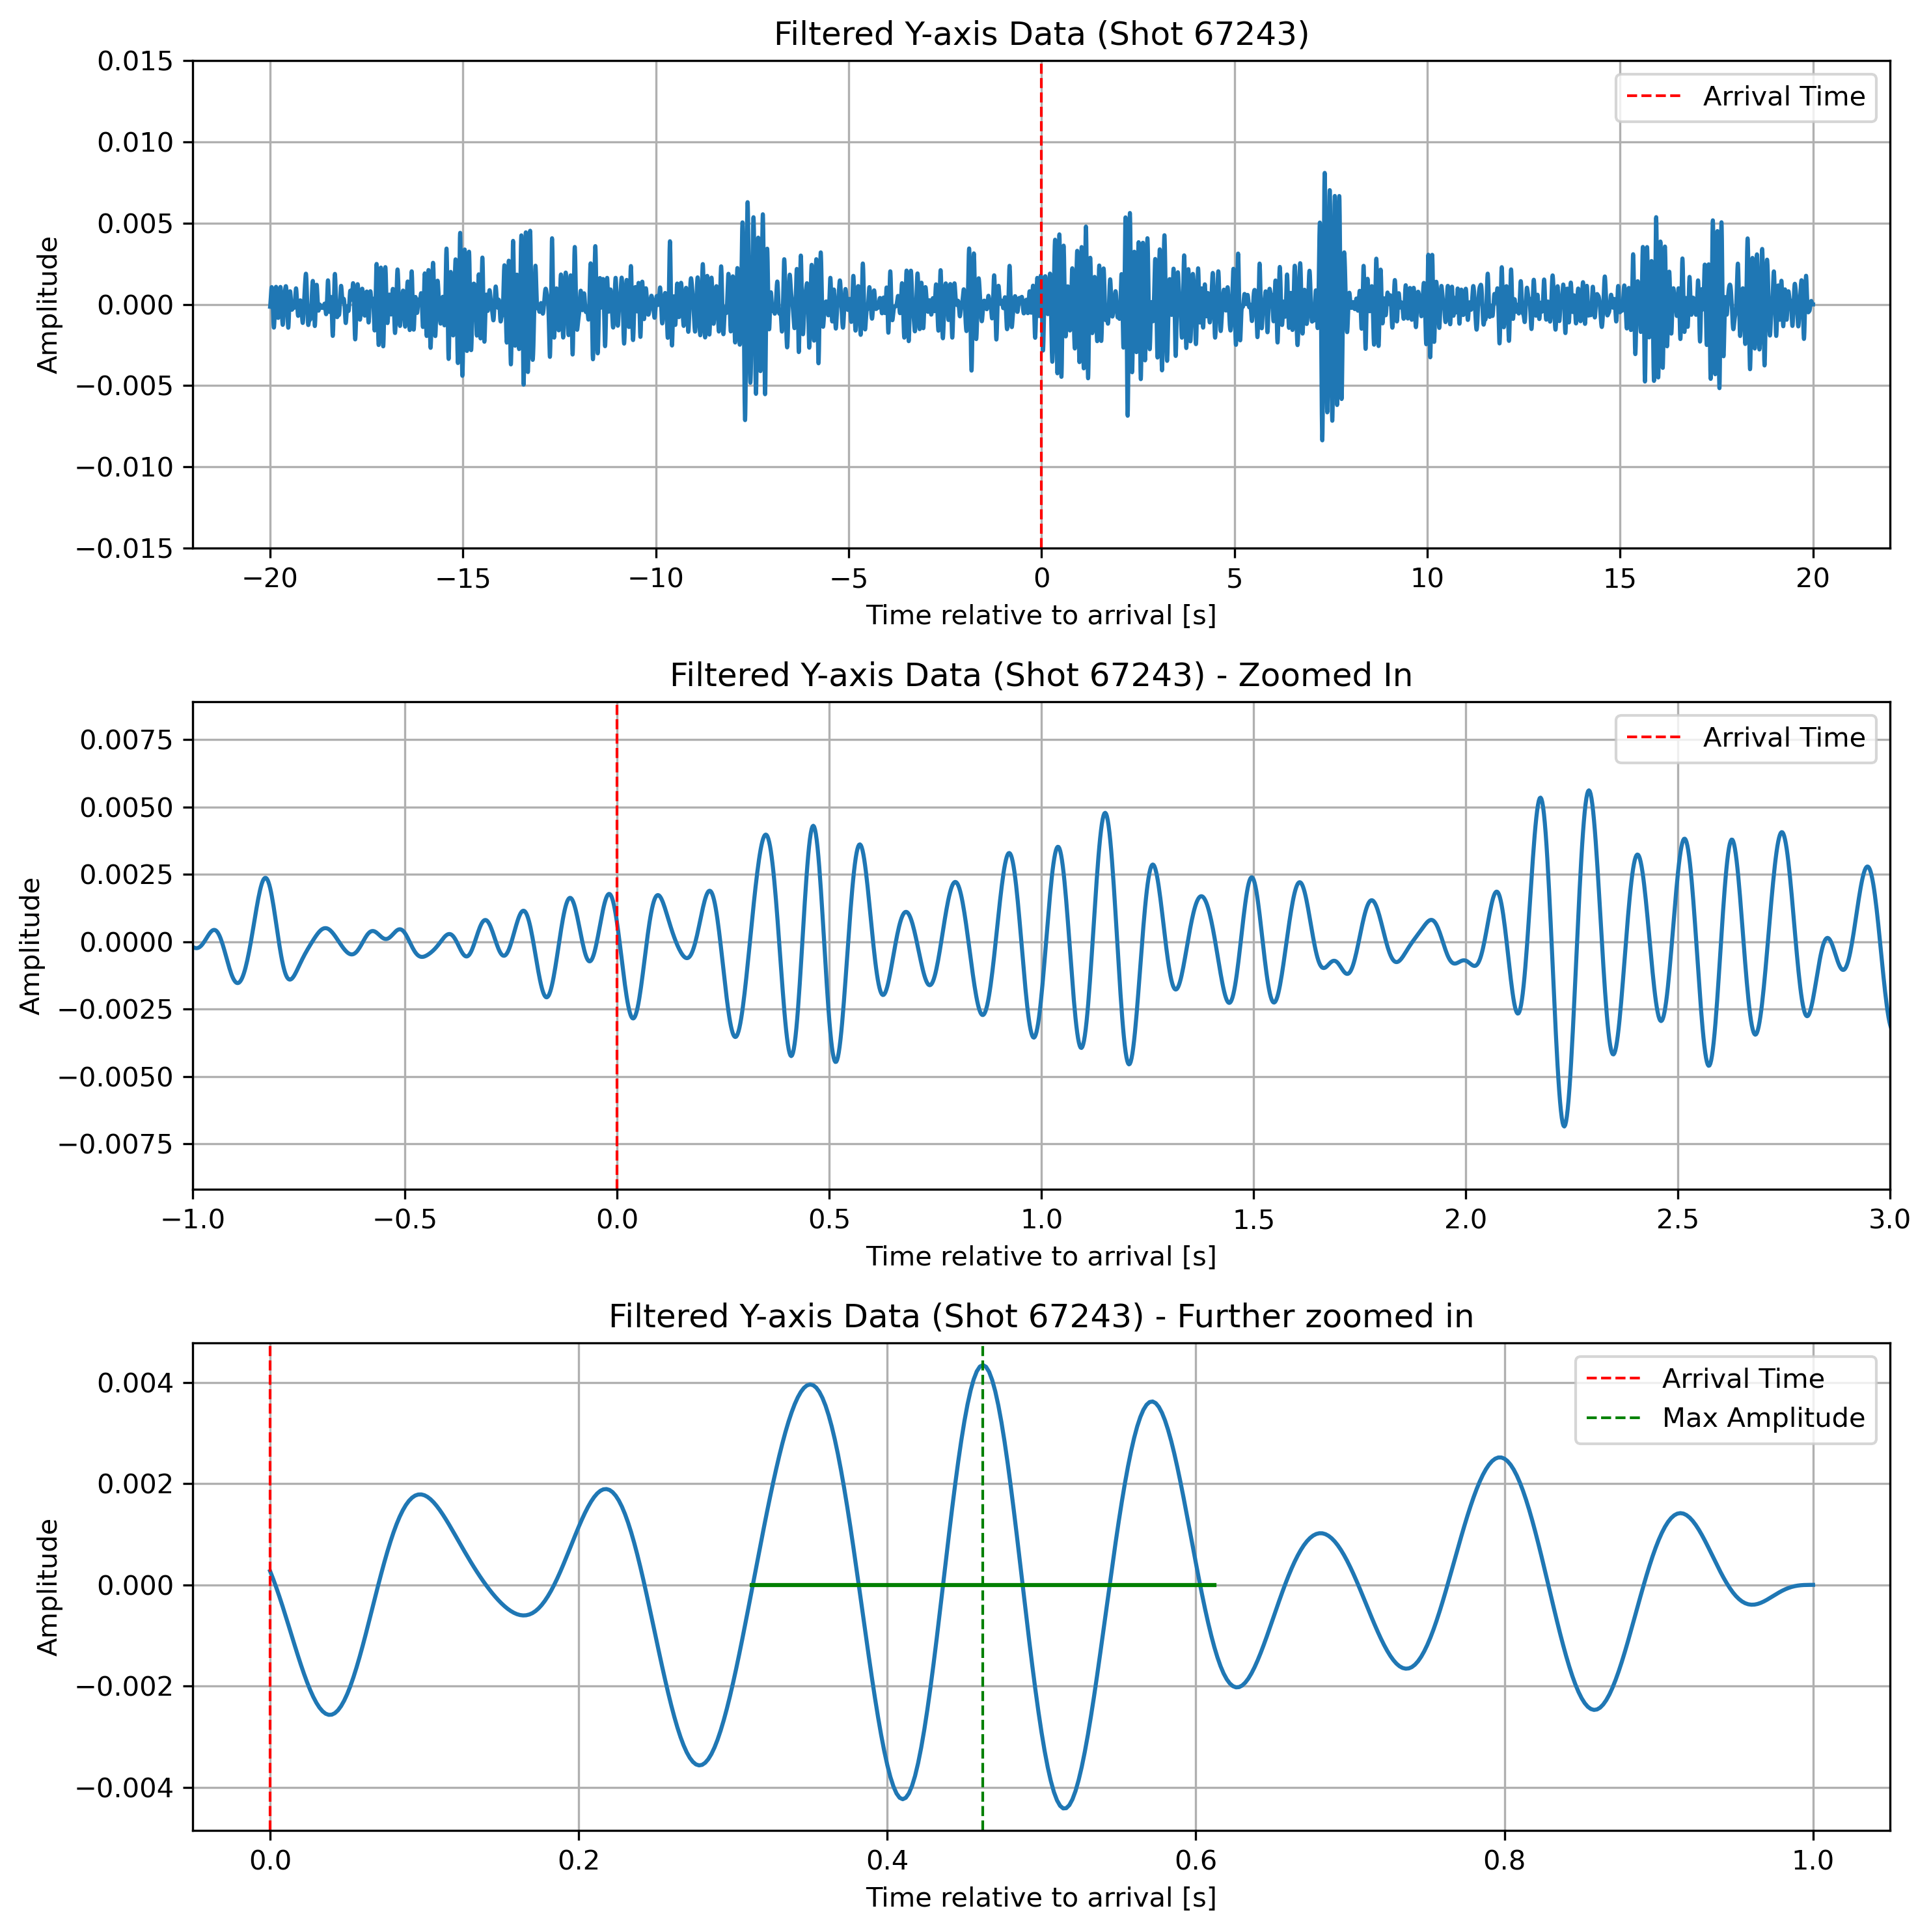 Filtered Y-axis Data (Shot 67243)
Amplitude
0.015
0.010
0.005
0.000
−0.005
−0.010
−0.015
Arrival Time
−20 −15 −10 −5 0 5 10 15 20
Time relative to arrival [s]
Filtered Y-axis Data (Shot 67243) - Zoomed In
Amplitude
0.0075
0.0050
0.0025
0.0000
−0.0025
−0.0050
−0.0075
Arrival Time
−1.0 −0.5 0.0 0.5 1.0 1.5 2.0 2.5 3.0
Time relative to arrival [s]
Filtered Y-axis Data (Shot 67243) - Further zoomed in
Amplitude
0.004
0.002
0.000
−0.002
−0.004
Arrival Time
Max Amplitude
0.0 0.2 0.4 0.6 0.8 1.0
Time relative to arrival [s]